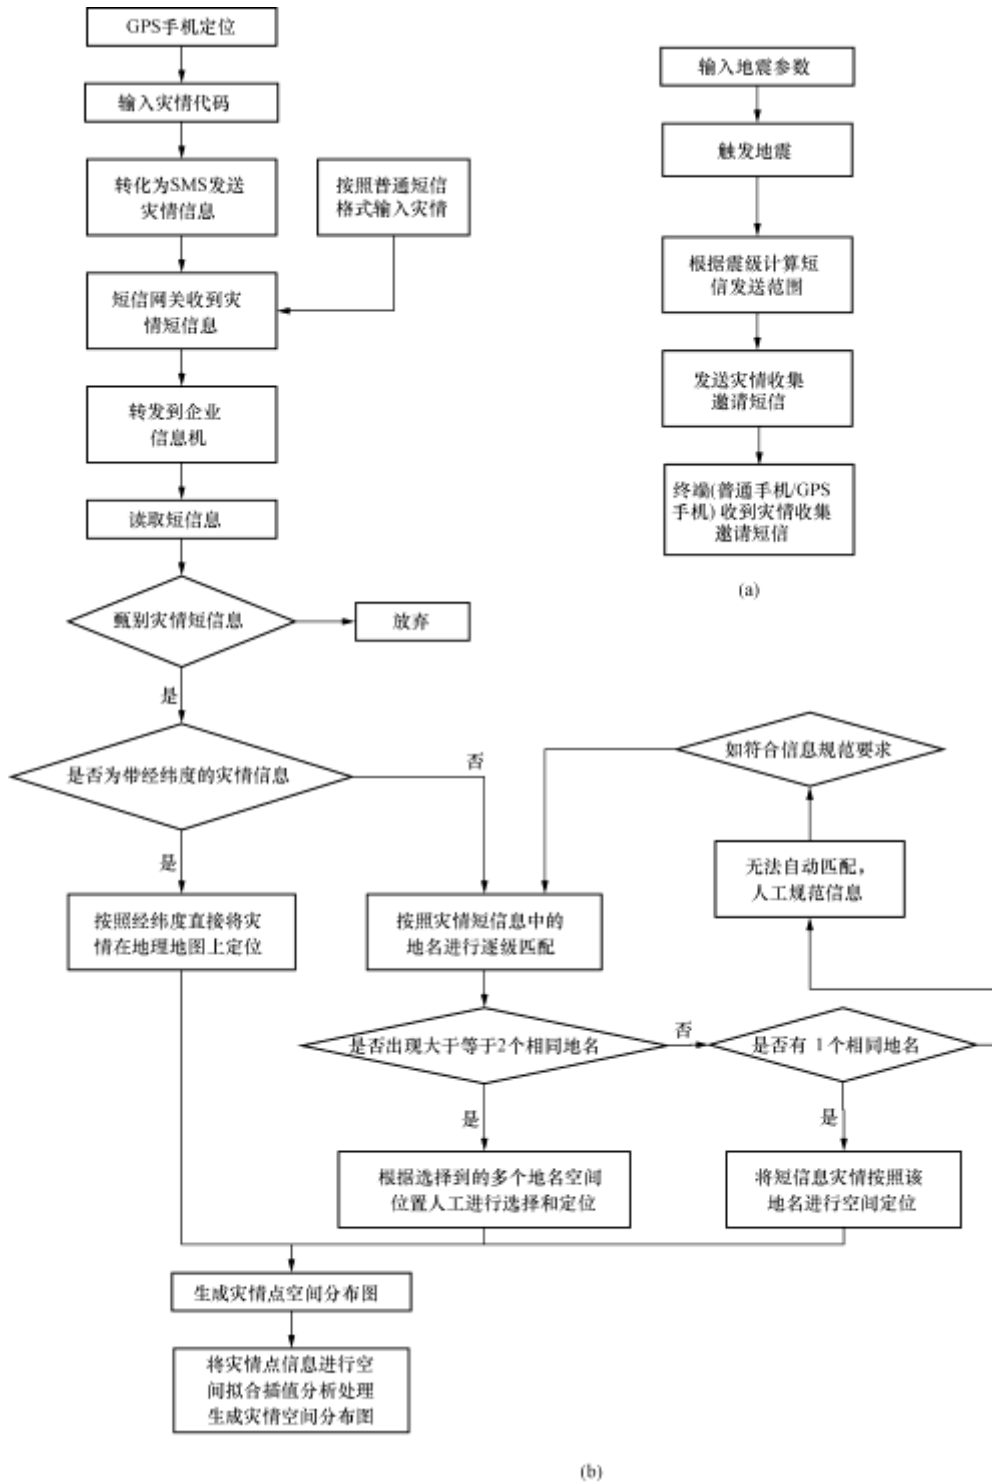 GPS手机定位
输入灾情代码
转化为SMS发送
灾情信息
按照普通短信
格式输入灾情
短信网关收到灾
情短信息
转发到企业
信息机
读取短信息
甄别灾情短信息
放弃
是
是否为带经纬度的灾情信息
否
是
按照经纬度直接将灾
情在地理地图上定位
按照灾情短信息中的
地名进行逐级匹配
如符合信息规范要求
无法自动匹配，
人工规范信息
是否出现大于等于2个相同地名
否
是否有 1个相同地名
是
是
根据选择到的多个地名空间
位置人工进行选择和定位
将短信息灾情按照该
地名进行空间定位
生成灾情点空间分布图
将灾情点信息进行空
间拟合插值分析处理
生成灾情空间分布图
(b)
输入地震参数
触发地震
根据震级计算短
信发送范围
发送灾情收集
邀请短信
终端(普通手机/GPS
手机) 收到灾情收集
邀请短信
(a)